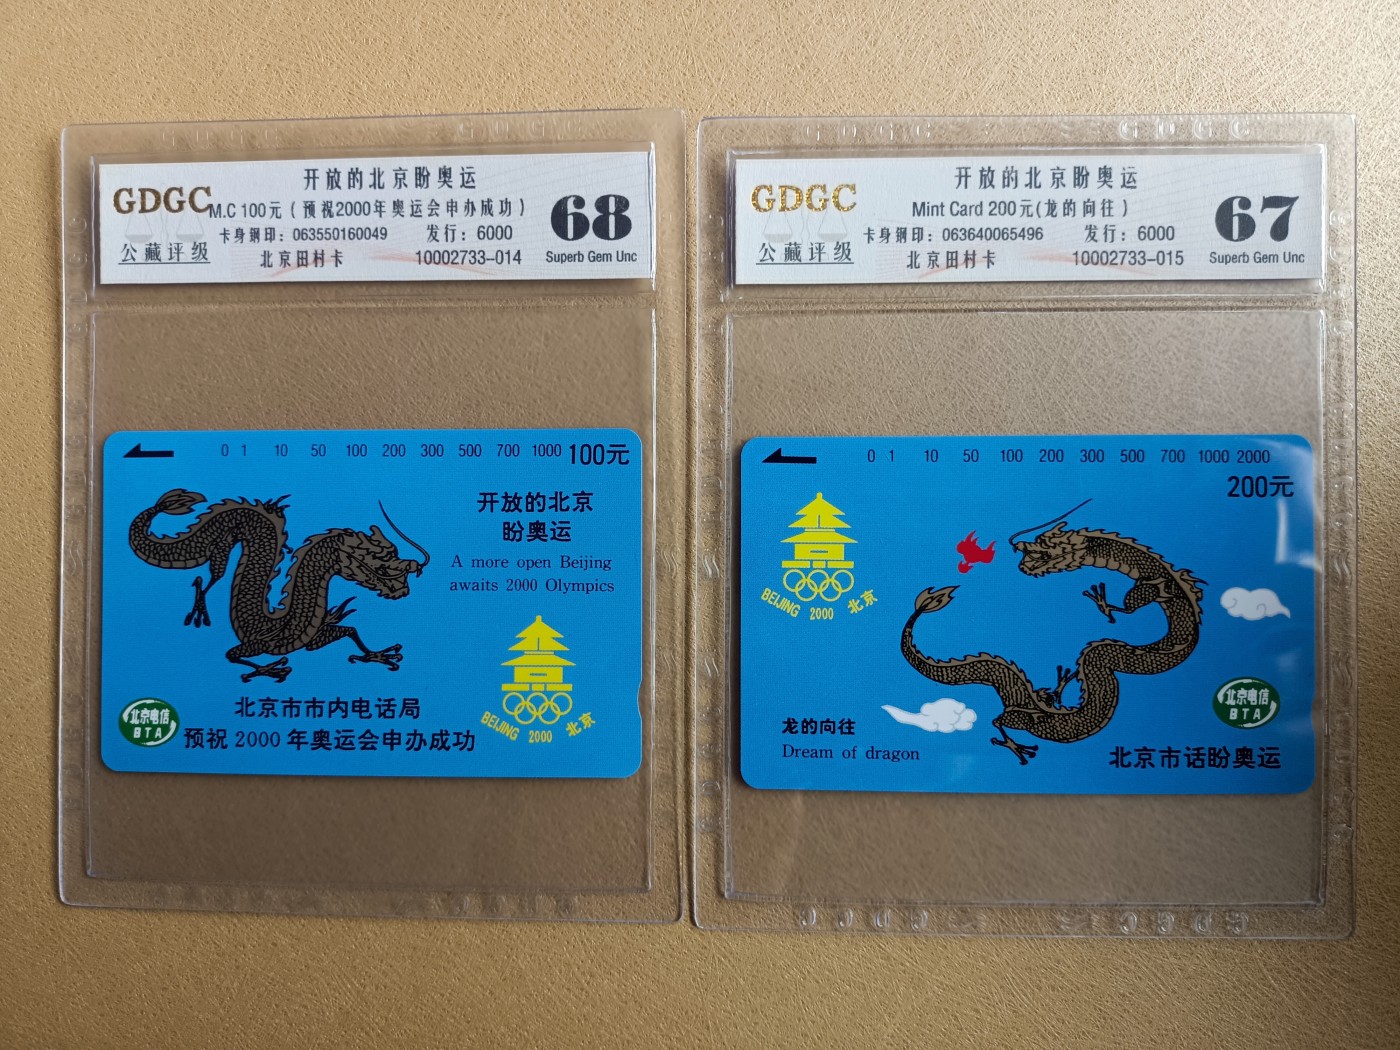 GDGC
公藏评级
开放的北京盼奥运
M.C 100元（预祝2000年奥运会申办成功）
卡身钢印：063550160049 发行：6000
北京田村卡 10002733-014
68
Superb Gem Unc
0 1 10 50 100 200 300 500 700 1000 100元
开放的北京
盼奥运
A more open Beijing
awaits 2000 Olympics
BEIJING 2000 北京
北京电信
BTA
北京市市内电话局
预祝 2000 年奥运会申办成功
GDGC
公藏评级
开放的北京盼奥运
Mint Card 200元(龙的向往)
卡身钢印：063640065496 发行：6000
北京田村卡 10002733-015
67
Superb Gem Unc
0 1 10 50 100 200 300 500 700 1000 2000
200元
BEIJING 2000 北京
龙的向往
Dream of dragon
北京电信
BTA
北京市话盼奥运